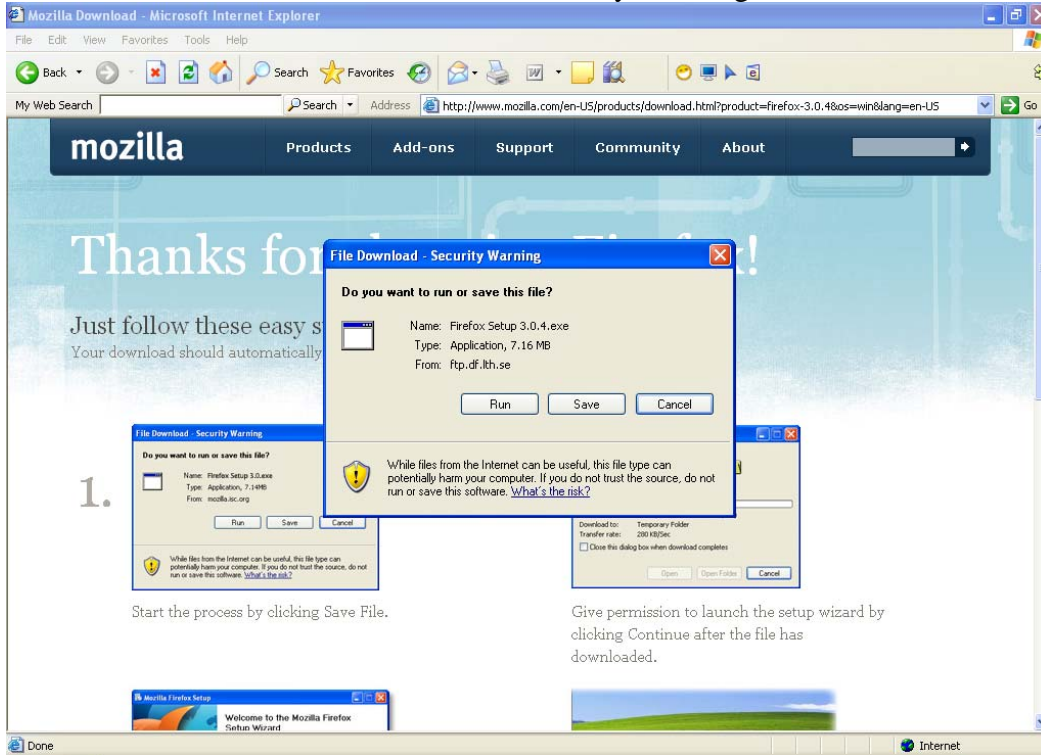 Mozilla Download - Microsoft Internet Explorer
File Edit View Favorites Tools Help
Back Search Favorites
My Web Search Search Address http://www.mozilla.com/en-US/products/download.html?product=firefox-3.0.4&os=win&lang=en-US Go
mozilla Products Add-ons Support Community About
Thanks for
!
Just follow these easy s
Your download should automatically
File Download - Security Warning
Do you want to run or save this file?
Name: Firefox Setup 3.0.4.exe
Type: Application, 7.16 MB
From: ftp.df.lth.se
Run Save Cancel
While files from the Internet can be useful, this file type can
potentially harm your computer. If you do not trust the source, do not
run or save this software. What's the risk?
1.
File Download - Security Warning
Do you want to run or save this file?
Name: Firefox Setup 3.0.exe
Type: Application, 7.14MB
From: mozilla.isc.org
Run Save Cancel
While files from the Internet can be useful, this file type can
potentially harm your computer. If you do not trust the source, do not
run or save this software. What's the risk?
Start the process by clicking Save File.
Download to: Temporary Folder
Transfer rate: 280 KB/Sec
Close this dialog box when download completes
Open Open Folder Cancel
Give permission to launch the setup wizard by
clicking Continue after the file has
downloaded.
Mozilla Firefox Setup
Welcome to the Mozilla Firefox
Setup Wizard
Done Internet